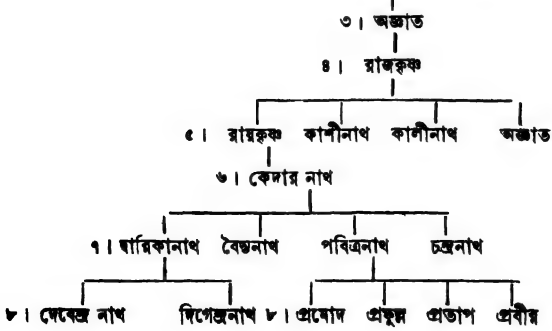 ৩। অজ্ঞাত
৪। রাজকৃষ্ণ
৫। রামকৃষ্ণ কাশীনাথ কালীনাথ অজ্ঞাত
৬। কেদার নাথ
৭। দ্বারিকানাথ বৈদ্যনাথ পবিত্রনাথ চন্দ্রনাথ
৮। দেবেন্দ্র নাথ দিগেন্দ্রনাথ ৮। প্রবোদ প্রফুল্ল প্রতাপ প্রবীর